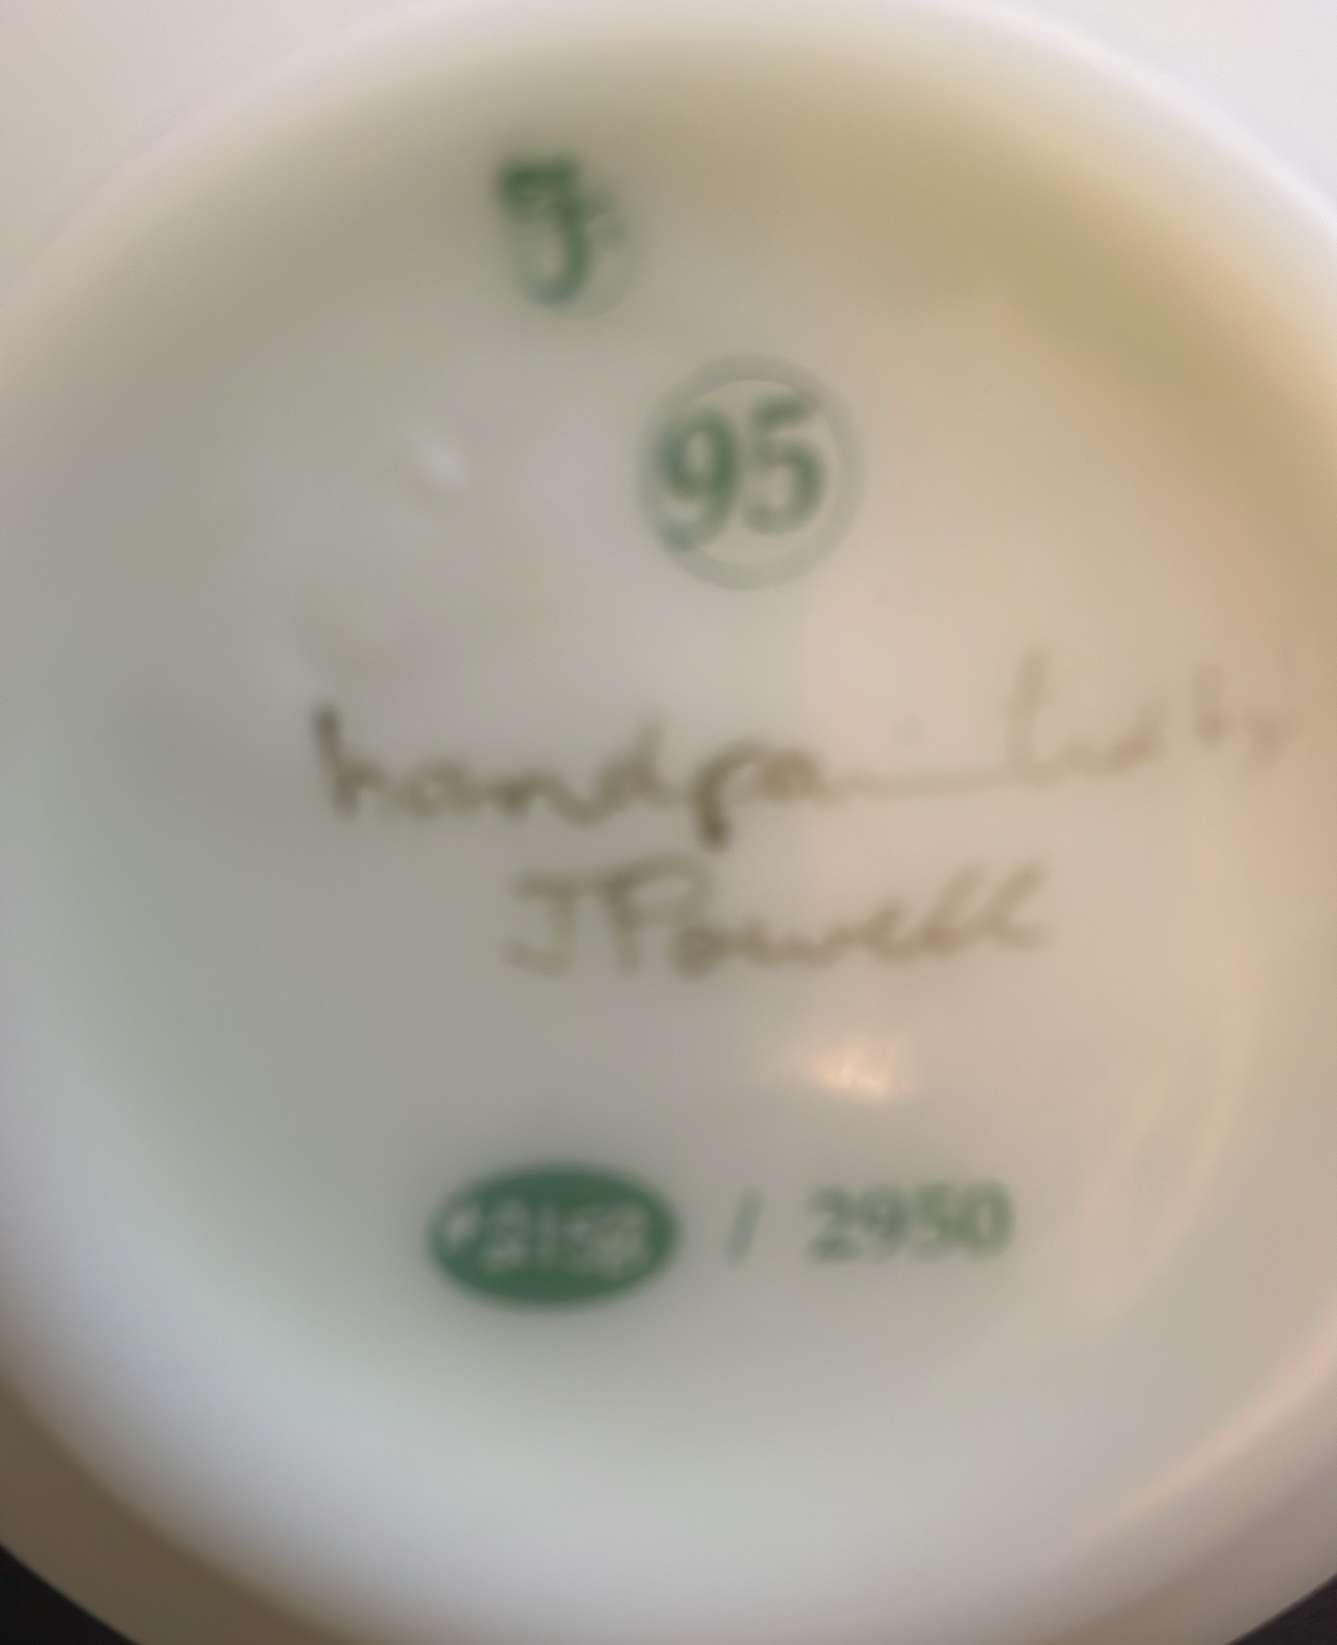 95
handpainted by
J Powell
/ 2950